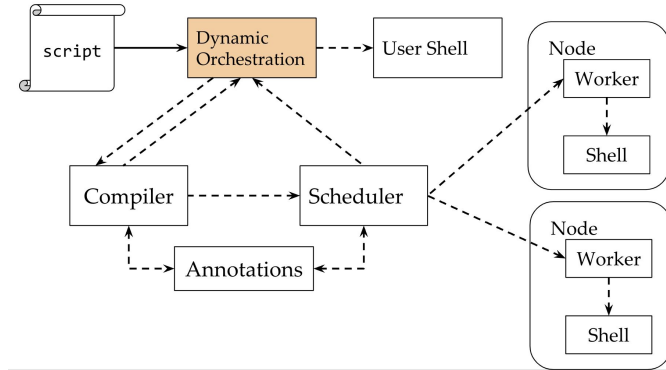 script
Dynamic
Orchestration
User Shell
Node
Worker
Shell
Compiler
Scheduler
Annotations
Node
Worker
Shell